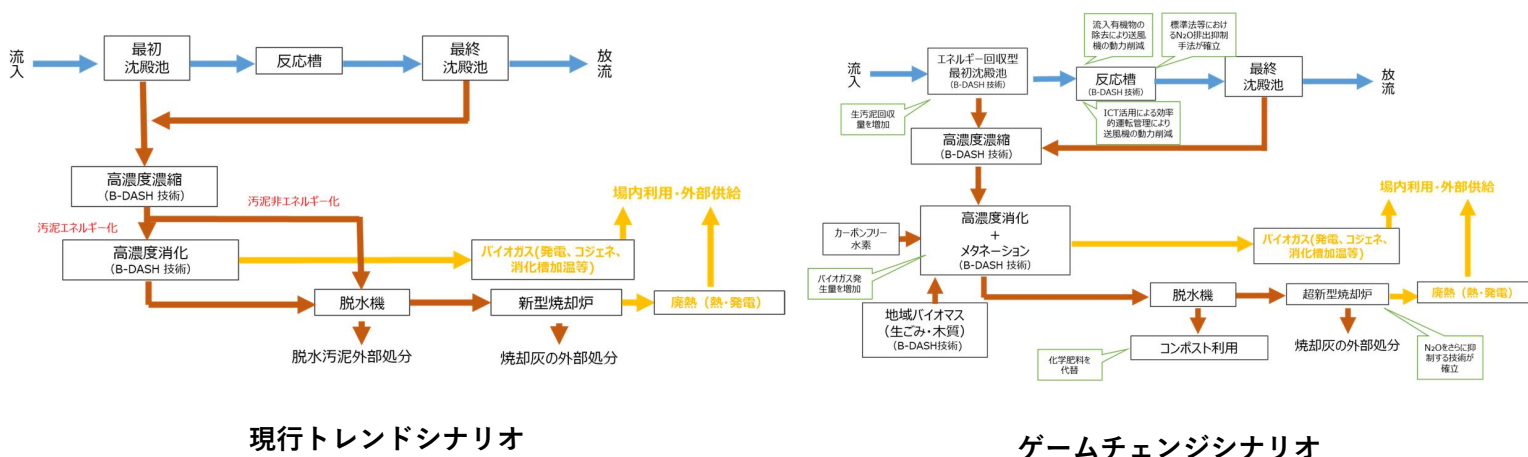 流入
最初
沈殿池
反応槽
最終
沈殿池
放流
高濃度濃縮
(B-DASH 技術)
汚泥非エネルギー化
汚泥エネルギー化
高濃度消化
(B-DASH 技術)
場内利用・外部供給
バイオガス(発電、コジェネ、
消化槽加温等)
脱水機
新型焼却炉
廃熱（熱・発電）
脱水汚泥外部処分
焼却灰の外部処分
現行トレンドシナリオ
流入
エネルギー回収型
最初沈殿池
(B-DASH 技術)
生汚泥回収
量を増加
流入有機物の
除去により送風
機の動力削減
標準法等におけ
るN₂O排出抑制
手法が確立
反応槽
(B-DASH 技術)
ICT活用による効率
的運転管理により
送風機の動力削減
最終
沈殿池
放流
高濃度濃縮
(B-DASH 技術)
カーボンフリー
水素
高濃度消化
+
メタネーション
(B-DASH 技術)
バイオガス発
生量を増加
地域バイオマス
(生ごみ・木質)
(B-DASH技術)
場内利用・外部供給
バイオガス(発電、コジェネ、
消化槽加温等)
脱水機
超新型焼却炉
廃熱（熱・発電）
コンポスト利用
化学肥料を
代替
焼却灰の外部処分
N₂Oをさらに抑
制する技術が
確立
ゲームチェンジシナリオ